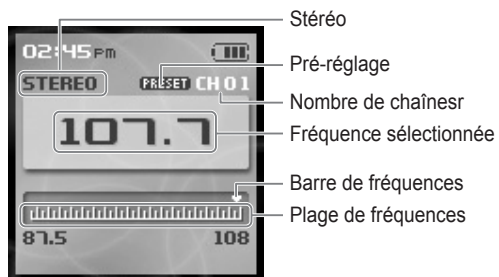 02:45 PM
STEREO PRESET CH 01
107.7
87.5 108
Stéréo
Pré-réglage
Nombre de chaînesr
Fréquence sélectionnée
Barre de fréquences
Plage de fréquences